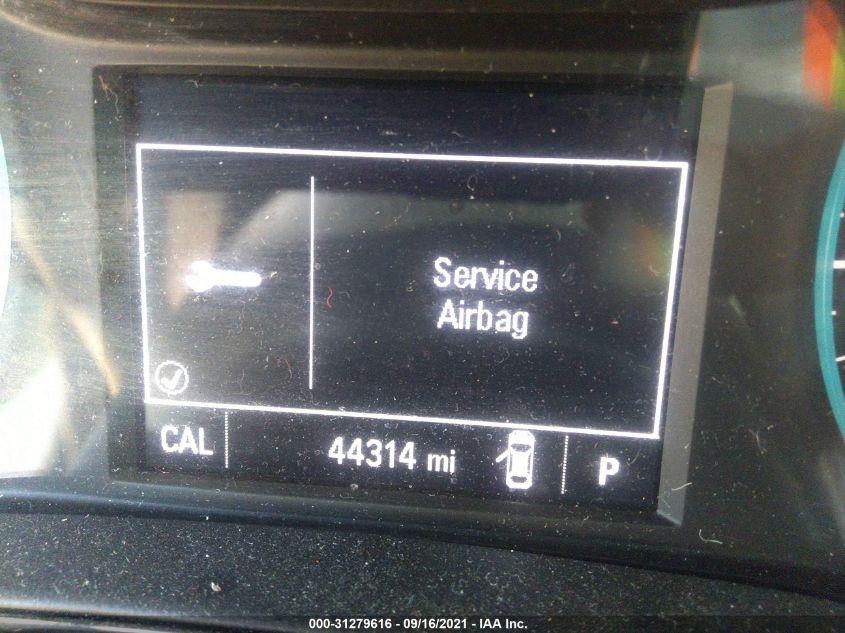 Service
Airbag
CAL 44314 mi P
000-31279616 - 09/16/2021 - IAA Inc.